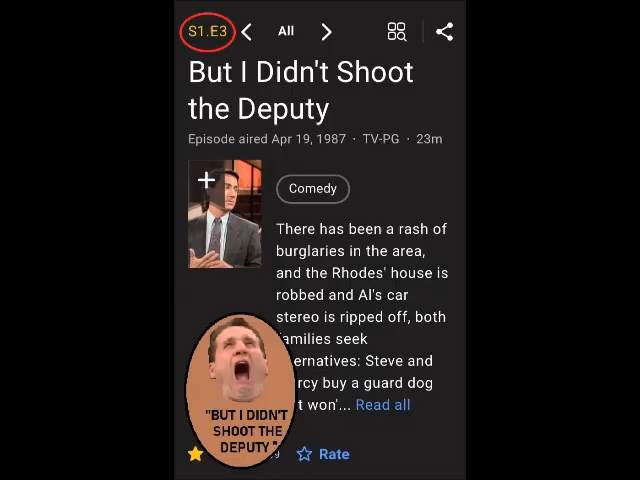 S1.E3
All
But I Didn't Shoot
the Deputy
Episode aired Apr 19, 1987 · TV-PG · 23m
Comedy
There has been a rash of
burglaries in the area,
and the Rhodes' house is
robbed and Al's car
stereo is ripped off, both
families seek
ernatives: Steve and
rcy buy a guard dog
t won'... Read all
"BUT I DIDN'T
SHOOT THE
DEPUTY"
Rate